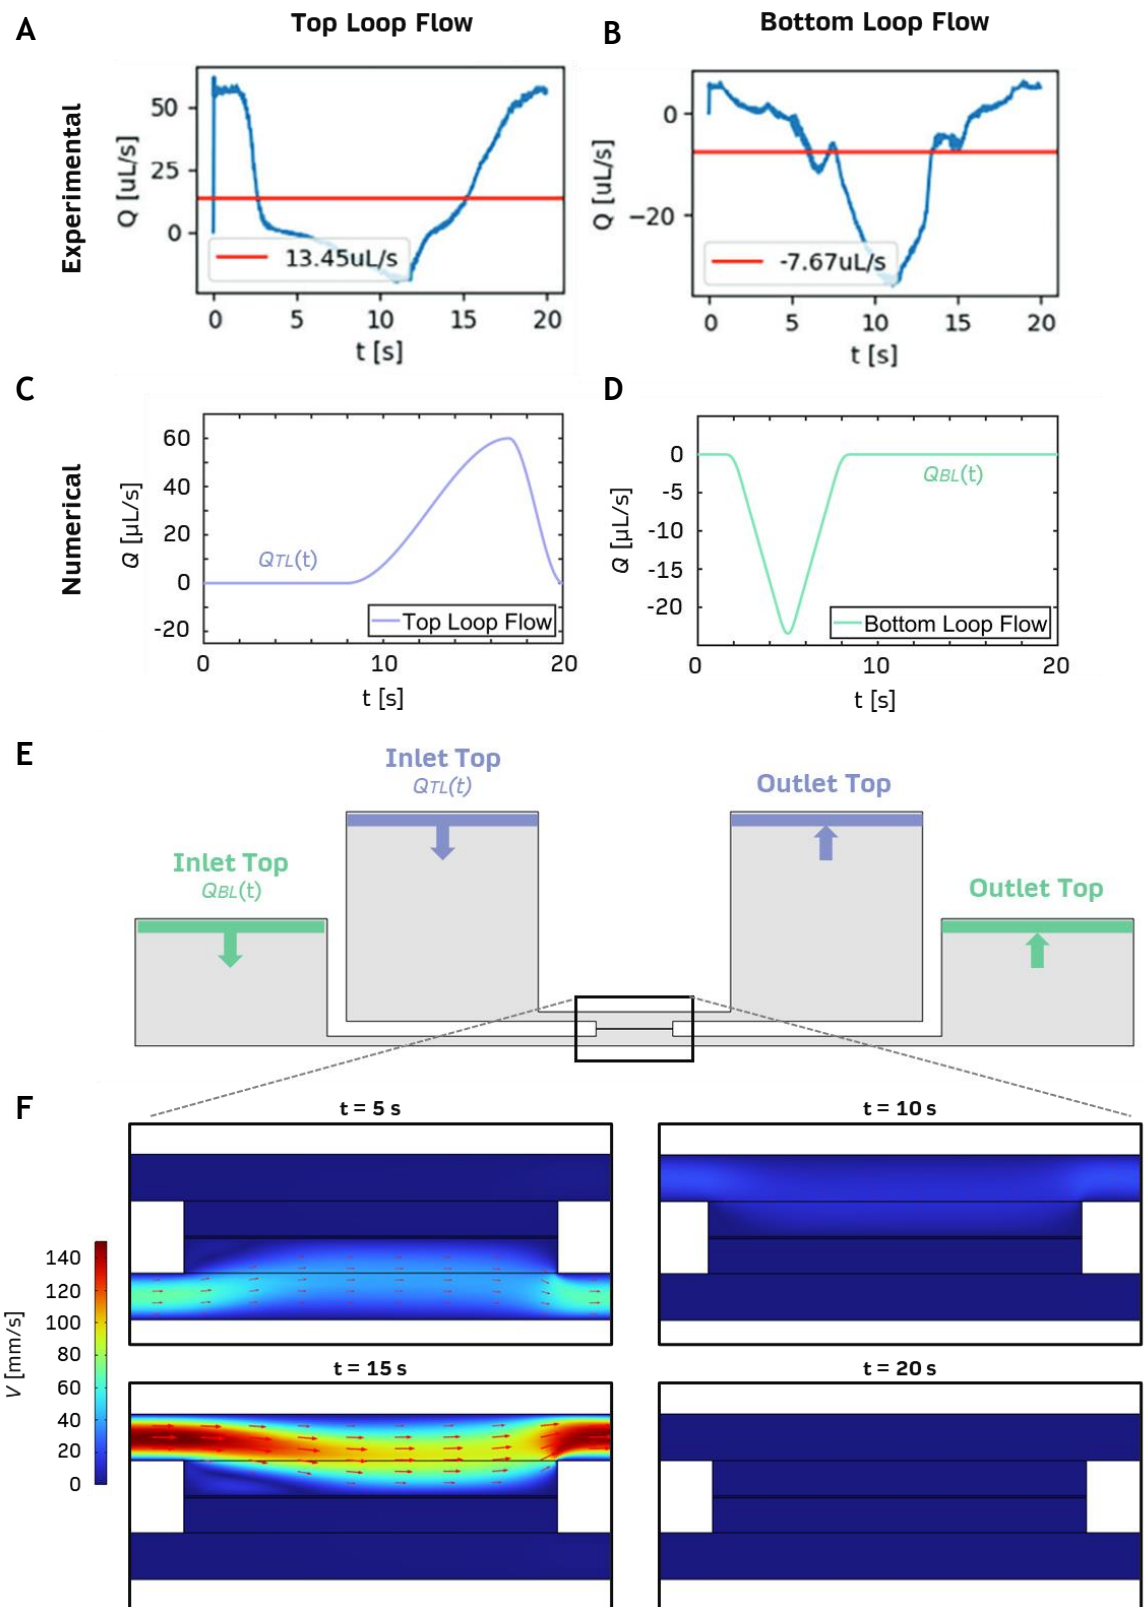 A
Top Loop Flow
B
Bottom Loop Flow
Experimental
Q [uL/s]
50
25
0
13.45uL/s
0 5 10 15 20
t [s]
Q [uL/s]
0
−20
-7.67uL/s
0 5 10 15 20
t [s]
C
D
Numerical
Q [µL/s]
60
40
20
0
-20
QTL(t)
Top Loop Flow
0 10 20
t [s]
Q [µL/s]
0
-5
-10
-15
-20
QBL(t)
Bottom Loop Flow
0 10 20
t [s]
E
Inlet Top
QTL(t)
Outlet Top
Inlet Top
QBL(t)
Outlet Top
F
t = 5 s
t = 10 s
V [mm/s]
140
120
100
80
60
40
20
0
t = 15 s
t = 20 s